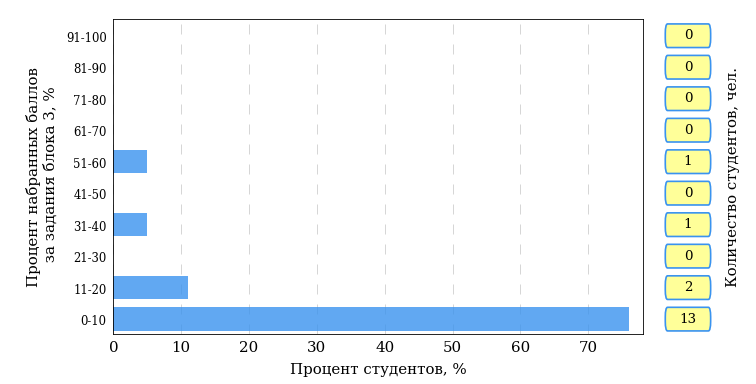 Процент набранных баллов
за задания блока 3, %
91-100 0
81-90 0
71-80 0
61-70 0
51-60 1
41-50 0
31-40 1
21-30 0
11-20 2
0-10 13
0 10 20 30 40 50 60 70
Процент студентов, %
Количество студентов, чел.